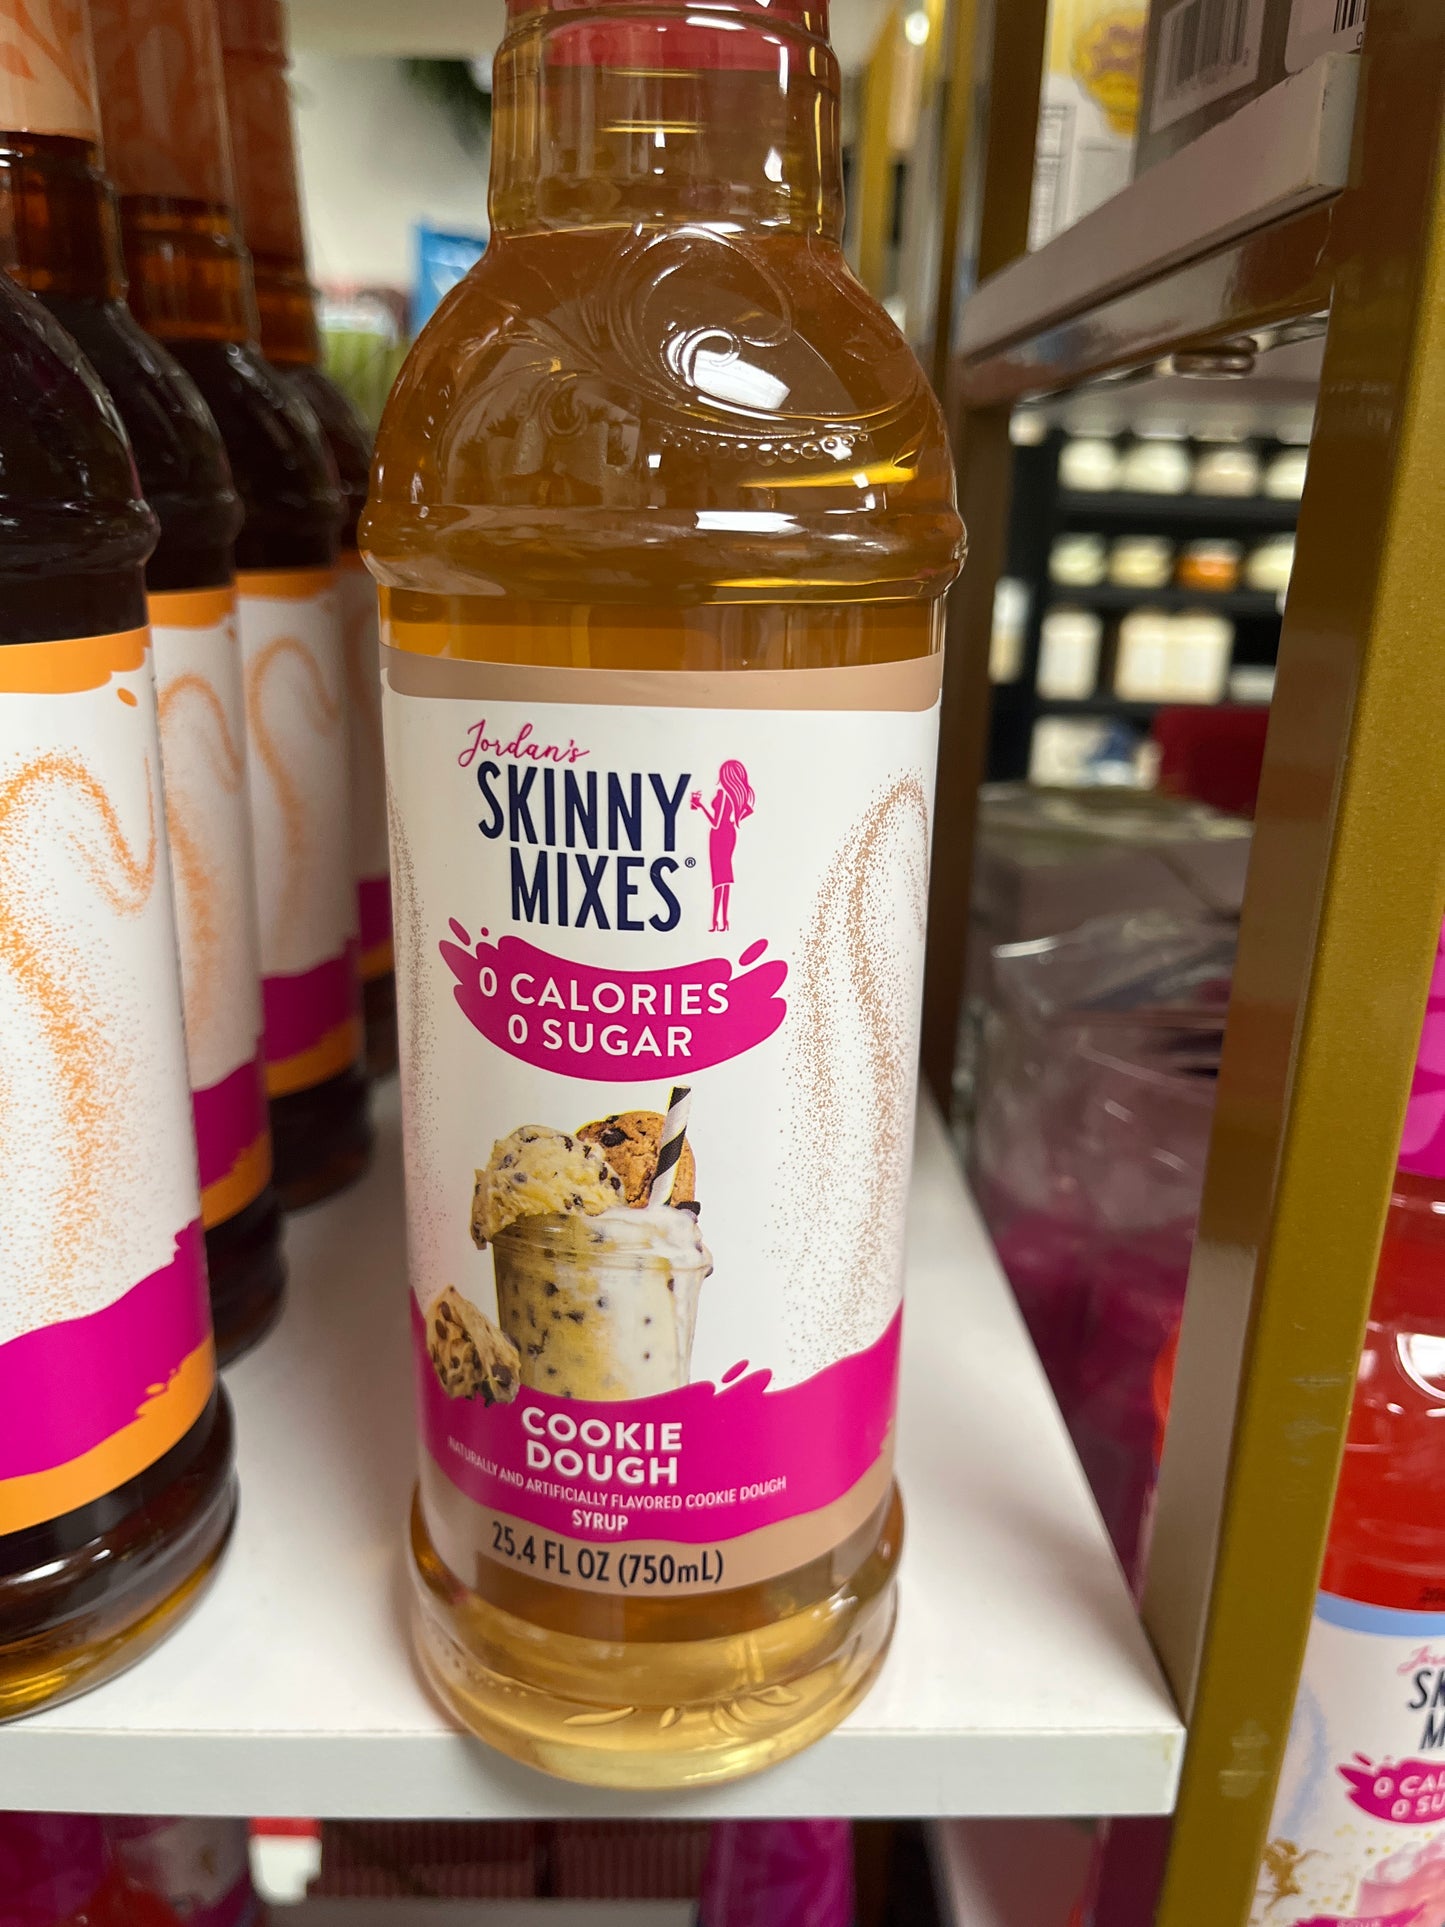 Jordan's
SKINNY
MIXES®
0 CALORIES
0 SUGAR
COOKIE
DOUGH
NATURALLY AND ARTIFICIALLY FLAVORED COOKIE DOUGH
SYRUP
25.4 FL OZ (750mL)